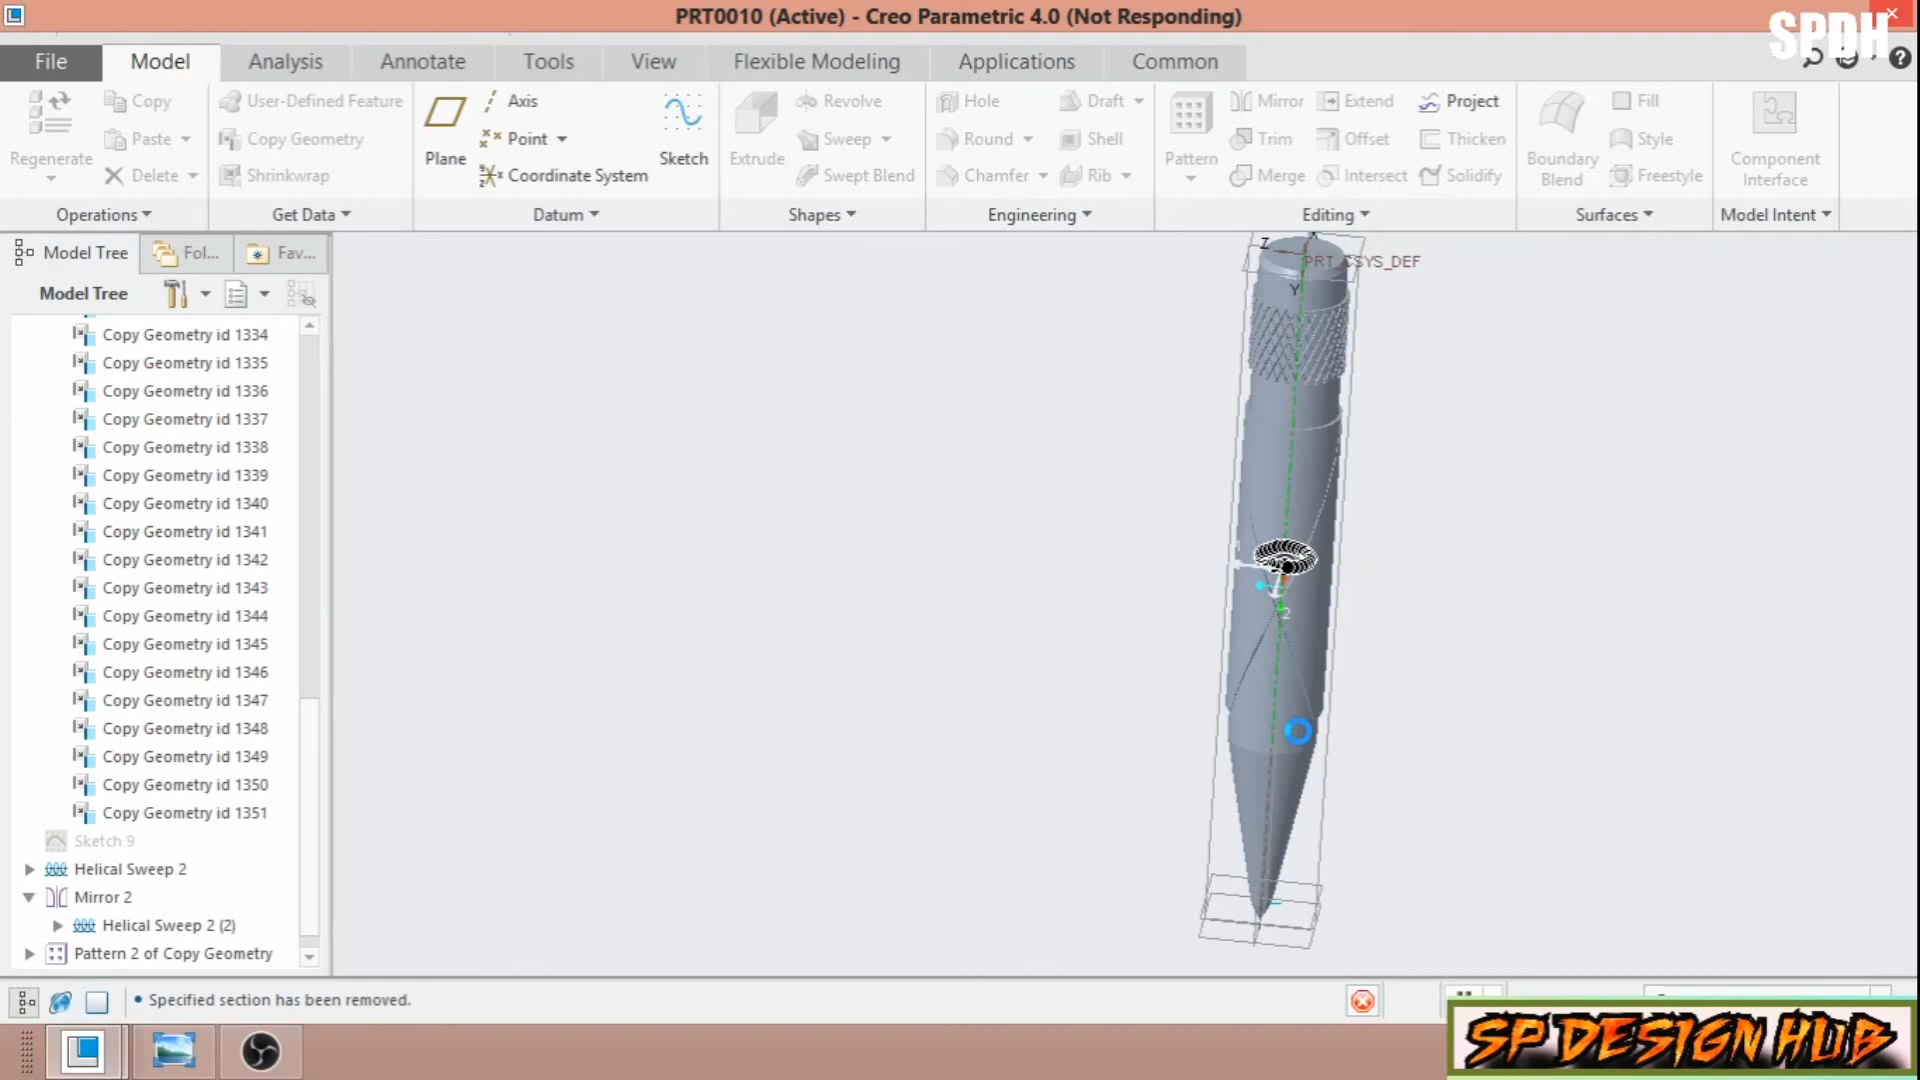 PRT0010 (Active) - Creo Parametric 4.0 (Not Responding)
SPDH
File Model Analysis Annotate Tools View Flexible Modeling Applications Common
Regenerate
Copy
Paste
Delete
Operations
User-Defined Feature
Copy Geometry
Shrinkwrap
Get Data
Plane
Axis
Point
Coordinate System
Sketch
Datum
Extrude
Revolve
Sweep
Swept Blend
Shapes
Hole
Round
Chamfer
Draft
Shell
Rib
Engineering
Pattern
Mirror
Trim
Merge
Extend
Offset
Intersect
Project
Thicken
Solidify
Editing
Boundary
Blend
Fill
Style
Freestyle
Surfaces
Component
Interface
Model Intent
Model Tree Fol... Fav...
Model Tree
Copy Geometry id 1334
Copy Geometry id 1335
Copy Geometry id 1336
Copy Geometry id 1337
Copy Geometry id 1338
Copy Geometry id 1339
Copy Geometry id 1340
Copy Geometry id 1341
Copy Geometry id 1342
Copy Geometry id 1343
Copy Geometry id 1344
Copy Geometry id 1345
Copy Geometry id 1346
Copy Geometry id 1347
Copy Geometry id 1348
Copy Geometry id 1349
Copy Geometry id 1350
Copy Geometry id 1351
Sketch 9
Helical Sweep 2
Mirror 2
Helical Sweep 2 (2)
Pattern 2 of Copy Geometry
Z X
PRT_CSYS_DEF
Y
2
• Specified section has been removed.
SP DESIGN HUB